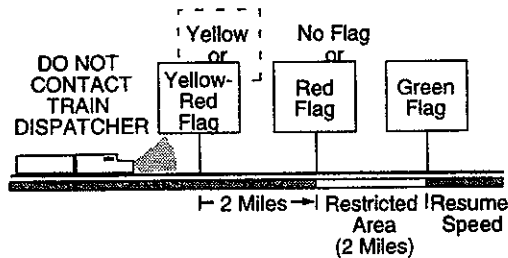 Yellow
or
Yellow-
Red
Flag
No Flag
or
Red
Flag
Green
Flag
DO NOT
CONTACT
TRAIN
DISPATCHER
2 Miles
Restricted
Area
(2 Miles)
Resume
Speed